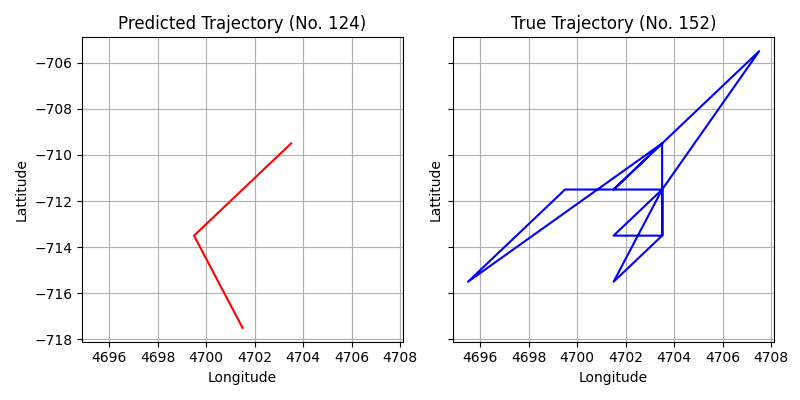 Predicted Trajectory (No. 124)
True Trajectory (No. 152)
Lattitude
−706
−708
−710
−712
−714
−716
−718
4696 4698 4700 4702 4704 4706 4708
Longitude
Lattitude
4696 4698 4700 4702 4704 4706 4708
Longitude